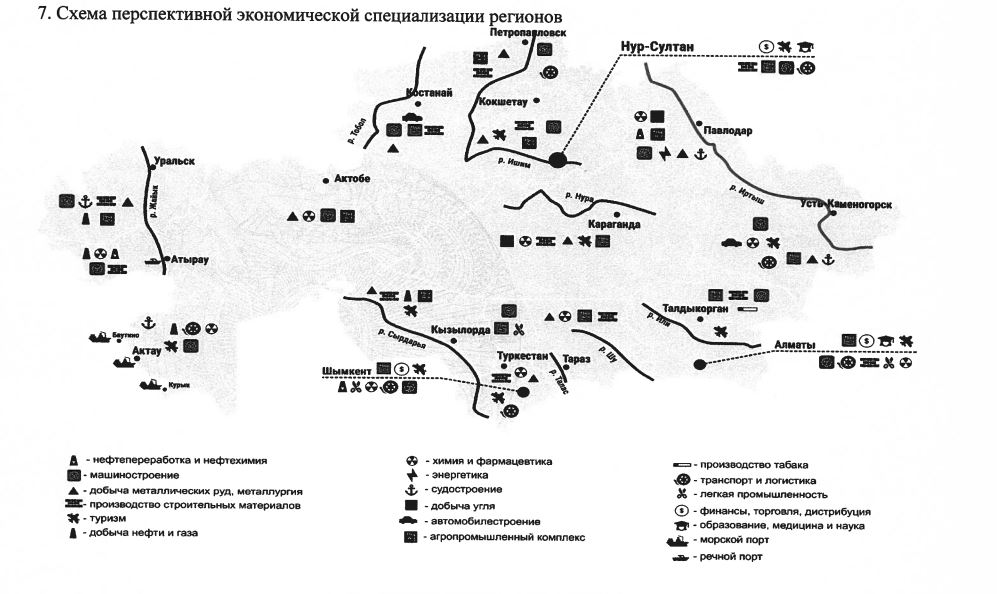 7. Схема перспективной экономической специализации регионов
Петропавловск
Нур-Султан
Костанай
Кокшетау
р. Тобол
Павлодар
р. Ишим
Уральск
Актобе
р. Жайык
р. Нура
р. Иртыш
Усть-Каменогорск
Караганда
Атырау
Талдыкорган
р. Или
Баутино
Актау
Курык
р. Сырдарья
Кызылорда
р. Шу
Алматы
Туркестан
Тараз
р. Талас
Шымкент
- нефтепереработка и нефтехимия
- машиностроение
- добыча металлических руд, металлургия
- производство строительных материалов
- туризм
- добыча нефти и газа
- химия и фармацевтика
- энергетика
- судостроение
- добыча угля
- автомобилестроение
- агропромышленный комплекс
- производство табака
- транспорт и логистика
- легкая промышленность
- финансы, торговля, дистрибуция
- образование, медицина и наука
- морской порт
- речной порт